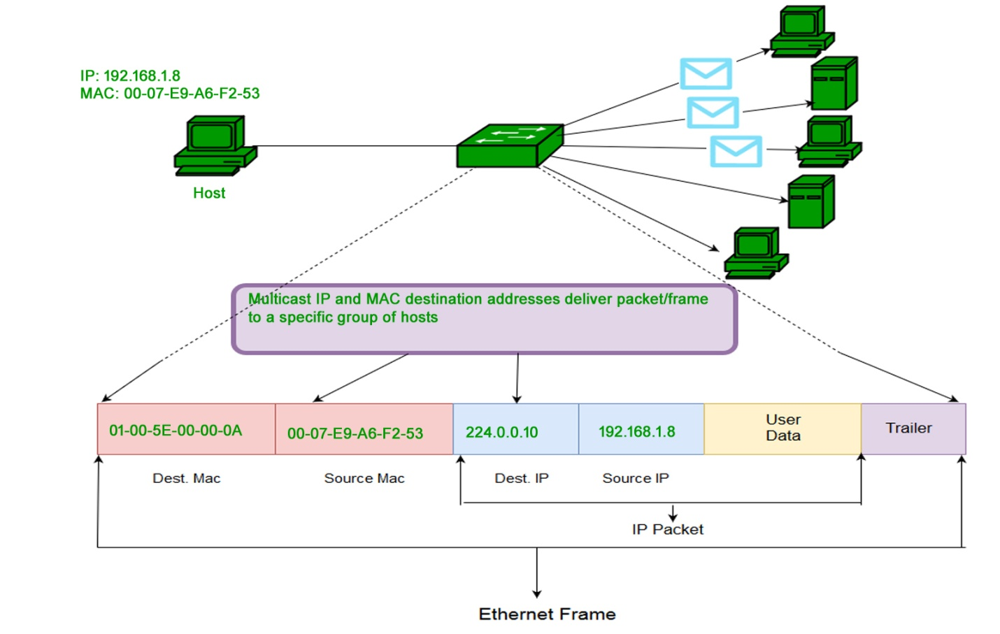 IP: 192.168.1.8
MAC: 00-07-E9-A6-F2-53
Host
Multicast IP and MAC destination addresses deliver packet/frame
to a specific group of hosts
01-00-5E-00-00-0A
00-07-E9-A6-F2-53
224.0.0.10
192.168.1.8
User
Data
Trailer
Dest. Mac
Source Mac
Dest. IP
Source IP
IP Packet
Ethernet Frame